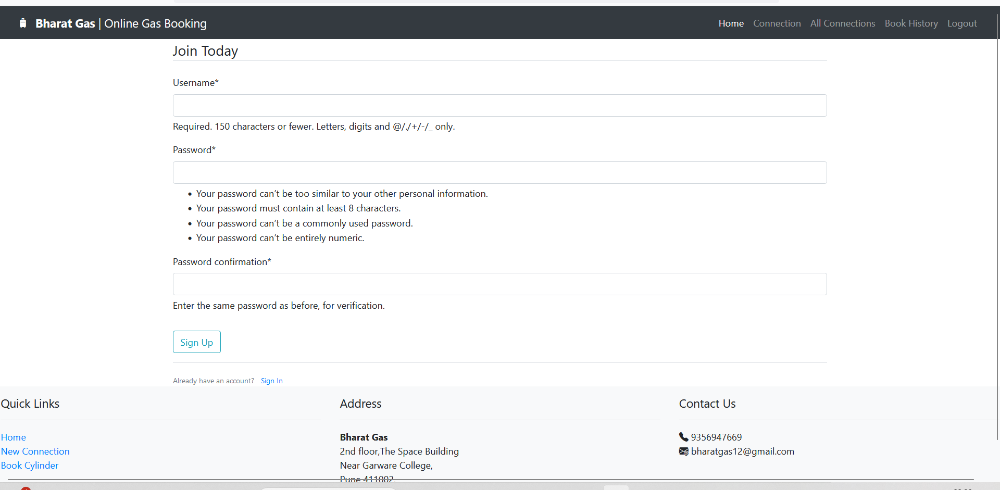 Bharat Gas | Online Gas Booking
Home Connection All Connections Book History Logout
Join Today
Username*
Required. 150 characters or fewer. Letters, digits and @/./+/-/_ only.
Password*
• Your password can’t be too similar to your other personal information.
• Your password must contain at least 8 characters.
• Your password can’t be a commonly used password.
• Your password can’t be entirely numeric.
Password confirmation*
Enter the same password as before, for verification.
Sign Up
Already have an account? Sign In
Quick Links
Home
New Connection
Book Cylinder
Address
Bharat Gas
2nd floor,The Space Building
Near Garware College,
Pune 411002.
Contact Us
9356947669
bharatgas12@gmail.com